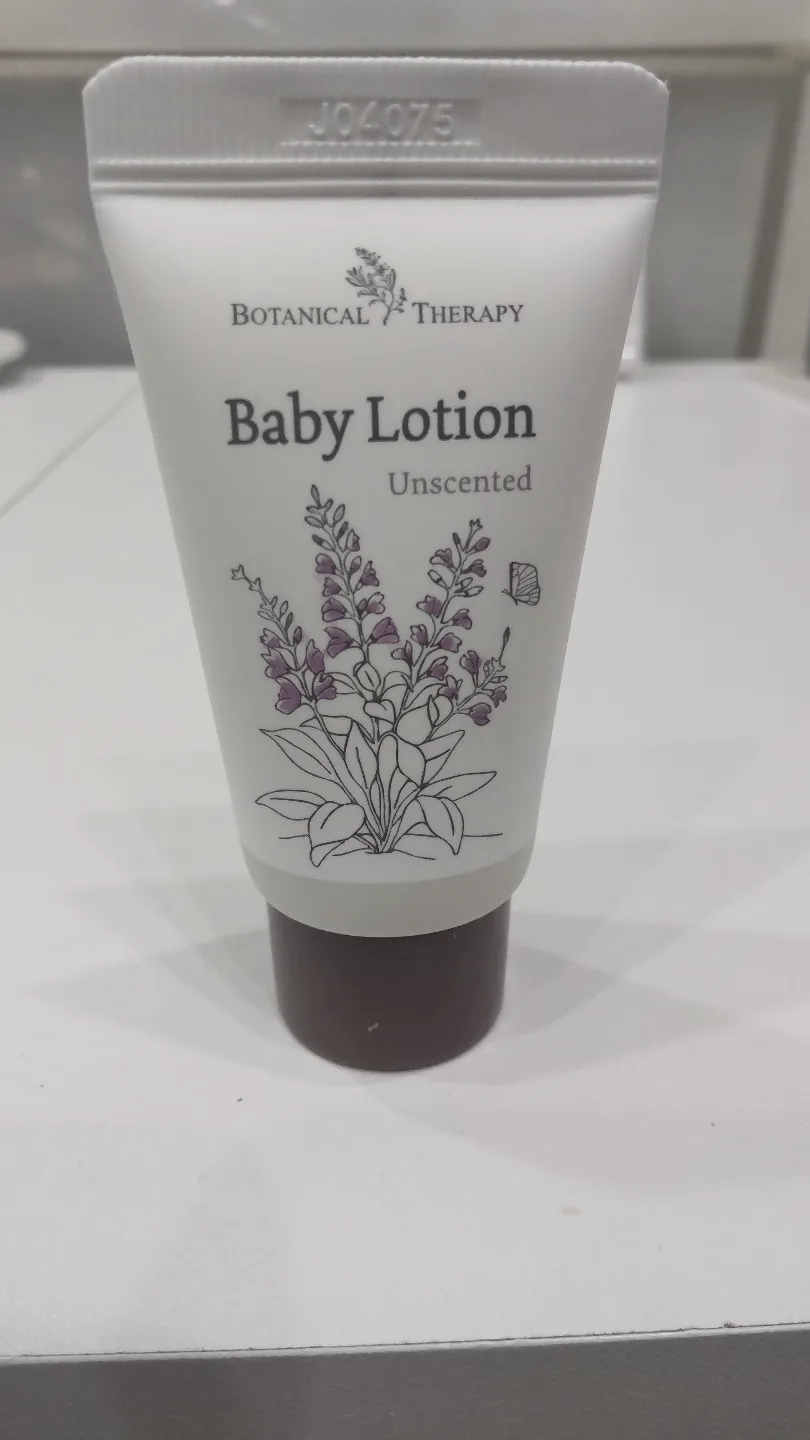 J04075
BOTANICAL THERAPY
Baby Lotion
Unscented